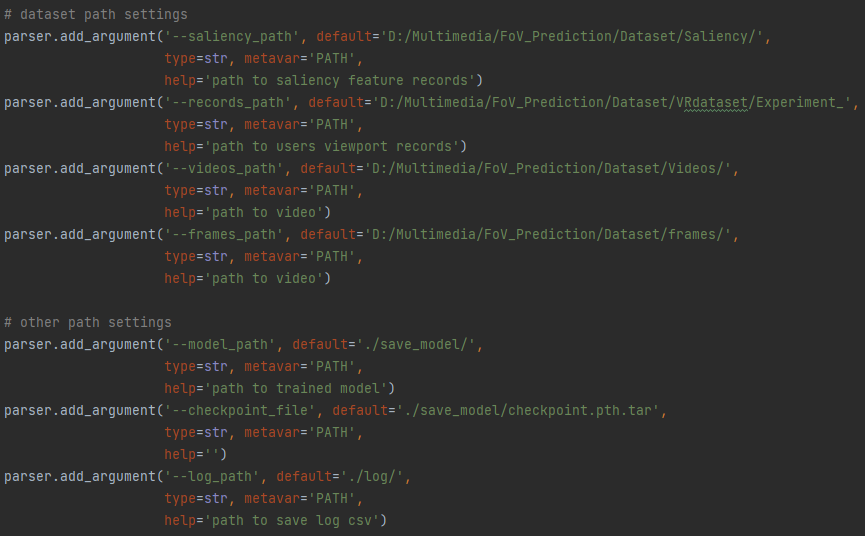 # dataset path settings
parser.add_argument('--saliency_path', default='D:/Multimedia/FoV_Prediction/Dataset/Saliency/',
                    type=str, metavar='PATH',
                    help='path to saliency feature records')
parser.add_argument('--records_path', default='D:/Multimedia/FoV_Prediction/Dataset/VRdataset/Experiment_',
                    type=str, metavar='PATH',
                    help='path to users viewport records')
parser.add_argument('--videos_path', default='D:/Multimedia/FoV_Prediction/Dataset/Videos/',
                    type=str, metavar='PATH',
                    help='path to video')
parser.add_argument('--frames_path', default='D:/Multimedia/FoV_Prediction/Dataset/frames/',
                    type=str, metavar='PATH',
                    help='path to video')

# other path settings
parser.add_argument('--model_path', default='./save_model/',
                    type=str, metavar='PATH',
                    help='path to trained model')
parser.add_argument('--checkpoint_file', default='./save_model/checkpoint.pth.tar',
                    type=str, metavar='PATH',
                    help='')
parser.add_argument('--log_path', default='./log/',
                    type=str, metavar='PATH',
                    help='path to save log csv')